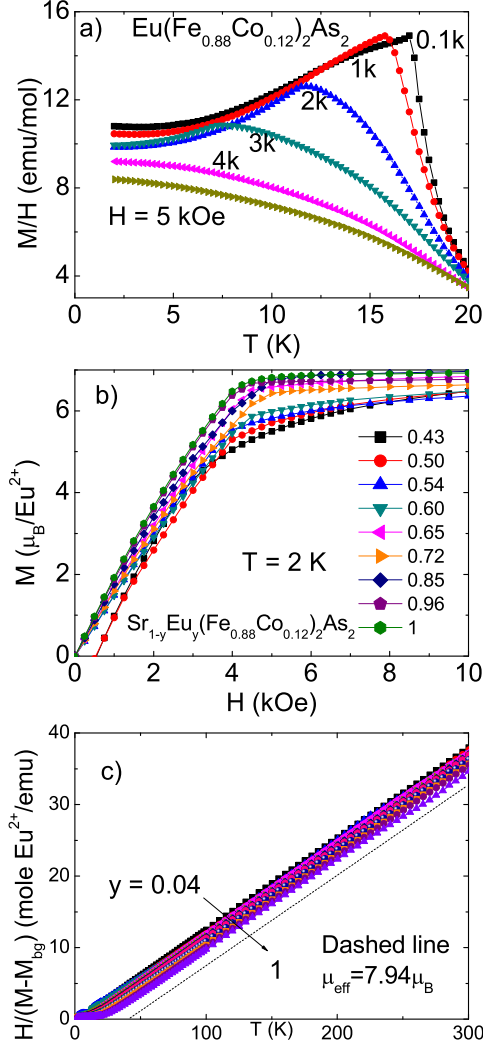 a) Eu(Fe0.88Co0.12)2As2
M/H (emu/mol)
16
12
8
4
0.1k
1k
2k
3k
4k
H = 5 kOe
0 5 10 15 20
T (K)
b)
M (μB/Eu2+)
6
4
2
0
0.43
0.50
0.54
0.60
0.65
0.72
0.85
0.96
1
T = 2 K
Sr1-yEuy(Fe0.88Co0.12)2As2
0 2 4 6 8 10
H (kOe)
c)
H/(M-Mbg) (mole Eu2+/emu)
40
30
20
10
0
y = 0.04
1
Dashed line
μeff=7.94μB
0 100 200 300
T (K)